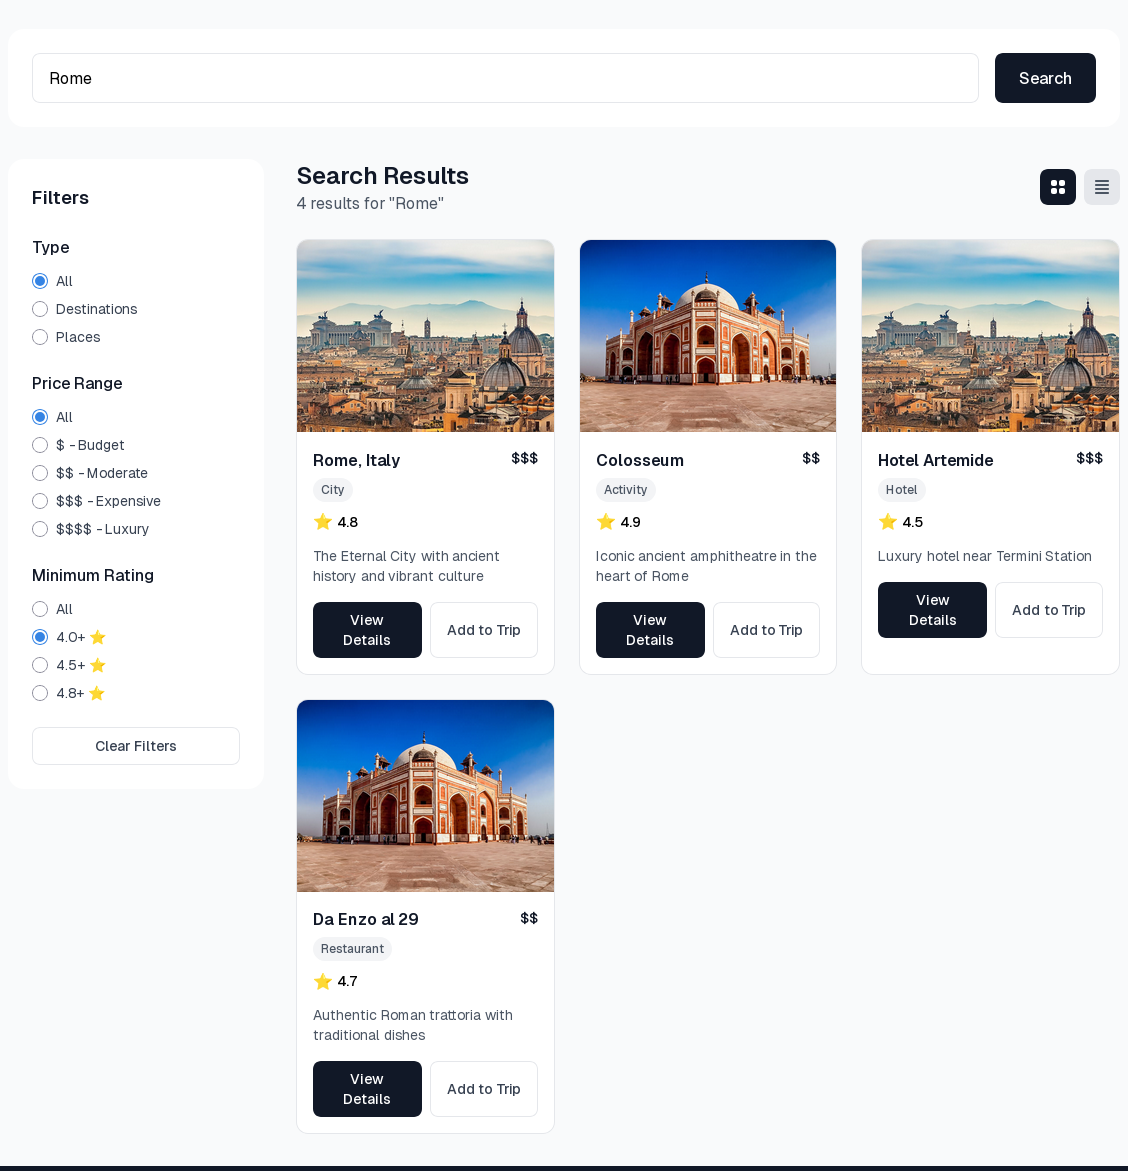 Rome
Search
Filters
Type
All
Destinations
Places
Price Range
All
$ - Budget
$$ - Moderate
$$$ - Expensive
$$$$ - Luxury
Minimum Rating
All
4.0+ ⭐
4.5+ ⭐
4.8+ ⭐
Clear Filters
Search Results
4 results for "Rome"
Rome, Italy
$$$
City
⭐ 4.8
The Eternal City with ancient
history and vibrant culture
View
Details
Add to Trip
Colosseum
$$
Activity
⭐ 4.9
Iconic ancient amphitheatre in the
heart of Rome
View
Details
Add to Trip
Hotel Artemide
$$$
Hotel
⭐ 4.5
Luxury hotel near Termini Station
View
Details
Add to Trip
Da Enzo al 29
$$
Restaurant
⭐ 4.7
Authentic Roman trattoria with
traditional dishes
View
Details
Add to Trip